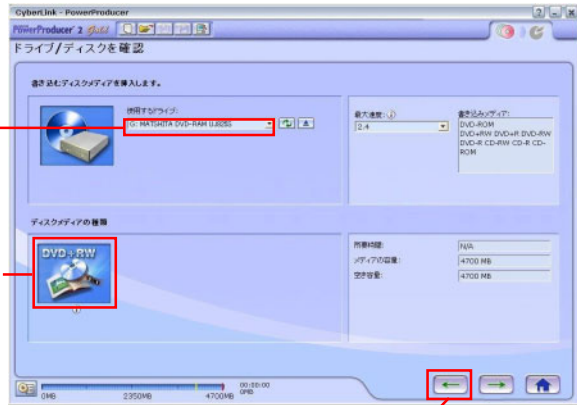 CyberLink - PowerProducer
PowerProducer 2 Gold
ドライブ/ディスクを確認
書き込むディスクメディアを挿入します。
使用するドライブ:
G: MATSHITA DVD-RAM UJ825S
最大速度:
2.4
書き込みメディア:
DVD-ROM
DVD+RW DVD+R DVD-RW
DVD-R CD-RW CD-R CD-
ROM
ディスクメディアの種類
DVD+RW
所要時間:
N/A
メディアの容量:
4700 MB
空き容量:
4700 MB
0MB
2350MB
4700MB
00:00:00
0MB